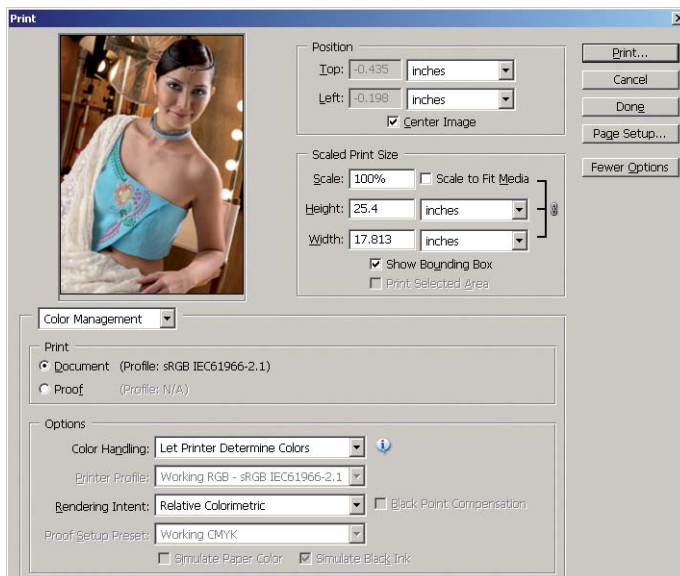 Print
Position
Top: -0.435 inches
Left: -0.198 inches
Center Image
Scaled Print Size
Scale: 100% Scale to Fit Media
Height: 25.4 inches
Width: 17.813 inches
Show Bounding Box
Print Selected Area
Print...
Cancel
Done
Page Setup...
Fewer Options
Color Management
Print
Document (Profile: sRGB IEC61966-2.1)
Proof (Profile: N/A)
Options
Color Handling: Let Printer Determine Colors
Printer Profile: Working RGB - sRGB IEC61966-2.1
Rendering Intent: Relative Colorimetric Black Point Compensation
Proof Setup Preset: Working CMYK
Simulate Paper Color Simulate Black Ink